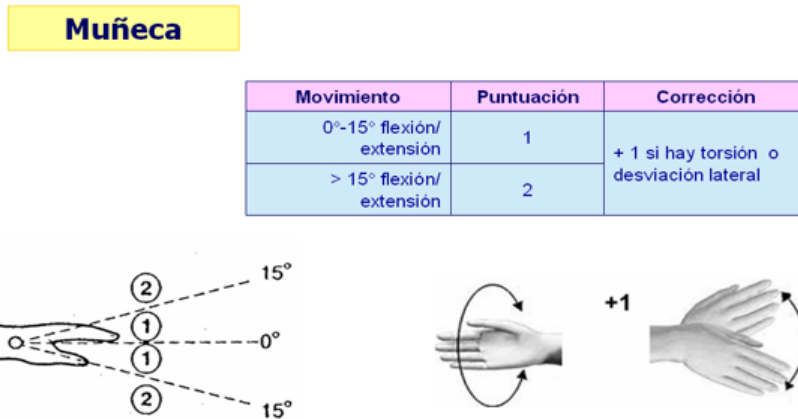 Muñeca
Movimiento Puntuación Corrección
0°-15° flexión/
extensión
1
> 15° flexión/
extensión
2
+ 1 si hay torsión o
desviación lateral
15°
2
1
0°
1
2
15°
+1